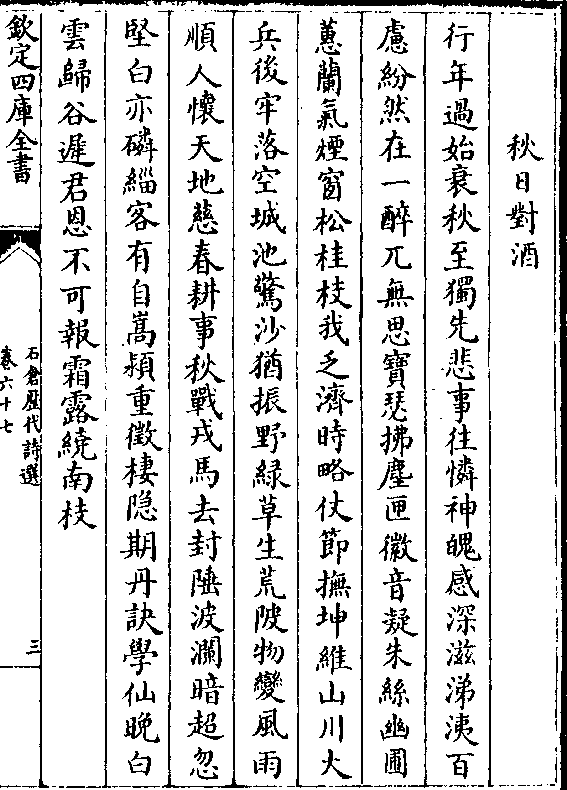 秋日對酒
行年過始衰秋至獨先悲事往憐神魄感深滋涕洟百
慮紛然在一醉兀無思寶瑟拂塵匣徽音凝朱絲幽圃
蕙蘭氣煙窗松桂枝我乏濟時略仗節撫坤維山川大
兵後牢落空城池驚沙猶振野緑草生荒陂物變風雨
順人懷天地慈春耕事秋戰戎馬去封陲波瀾暗超忽
堅白亦磷緇客有自嵩潁重徵棲隠期丹訣學仙晚白
雲歸谷遲君恩不可報霜露繞南枝
欽定四庫全書
石倉歷代詩選
卷六十七
三